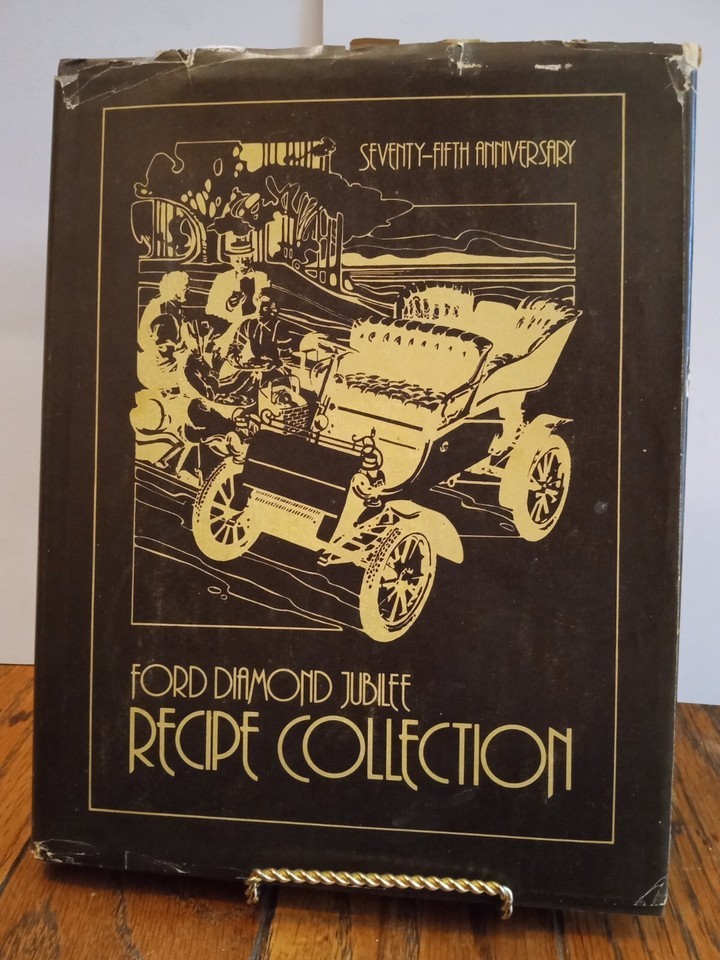 SEVENTY-FIFTH ANNIVERSARY
FORD DIAMOND JUBILEE
RECIPE COLLECTION